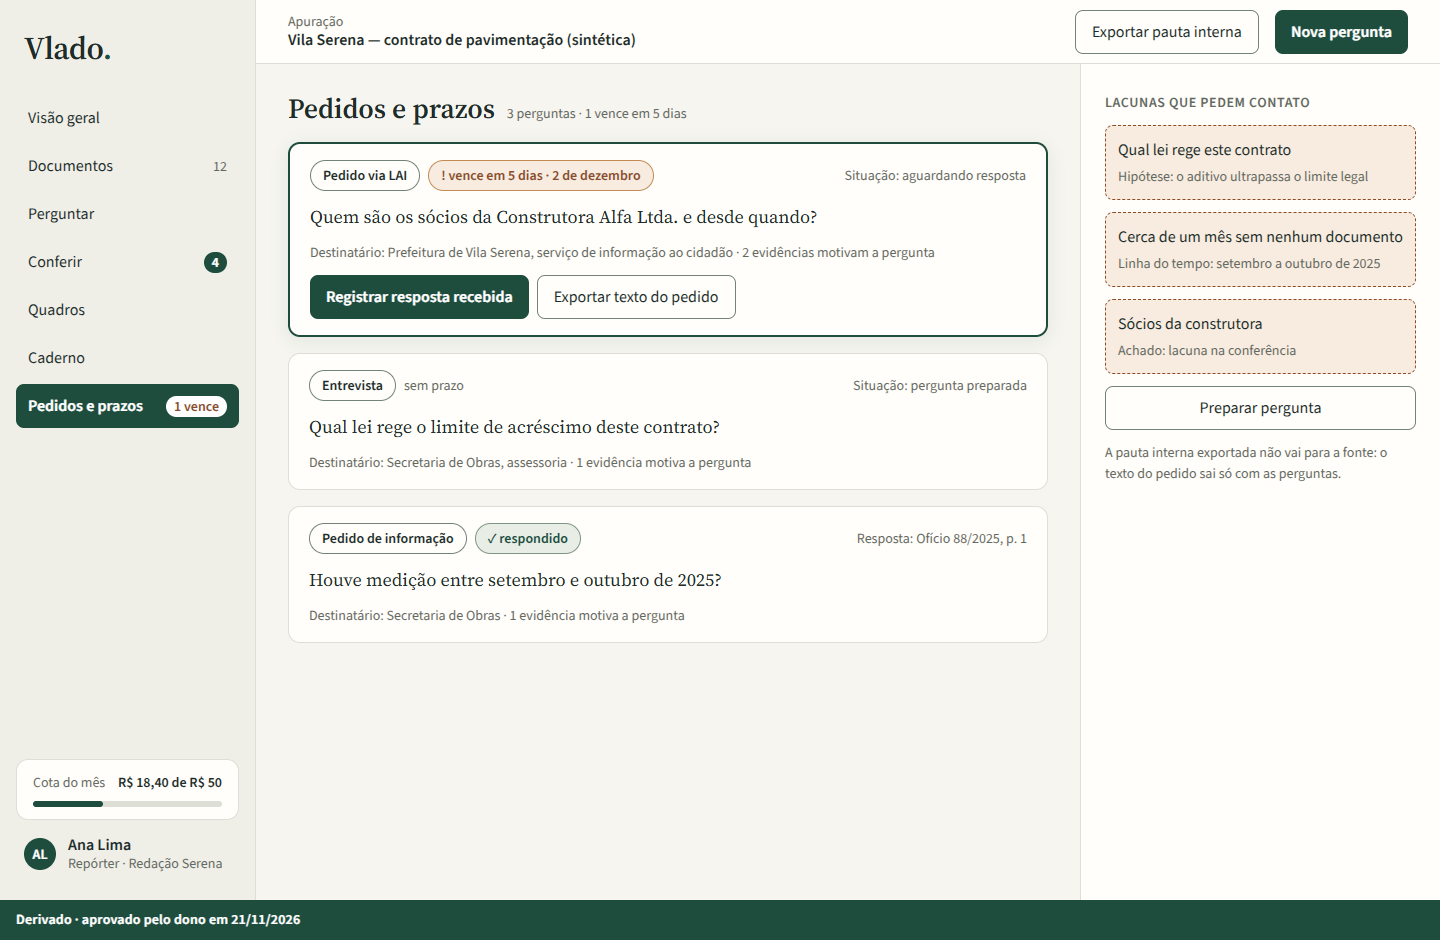 Vlado.
Visão geral
Documentos 12
Perguntar
Conferir 4
Quadros
Caderno
Pedidos e prazos 1 vence
Cota do mês R$ 18,40 de R$ 50
AL
Ana Lima
Repórter · Redação Serena
Apuração
Vila Serena — contrato de pavimentação (sintética)
Exportar pauta interna
Nova pergunta
Pedidos e prazos 3 perguntas · 1 vence em 5 dias
Pedido via LAI ! vence em 5 dias · 2 de dezembro Situação: aguardando resposta
Quem são os sócios da Construtora Alfa Ltda. e desde quando?
Destinatário: Prefeitura de Vila Serena, serviço de informação ao cidadão · 2 evidências motivam a pergunta
Registrar resposta recebida Exportar texto do pedido
Entrevista sem prazo Situação: pergunta preparada
Qual lei rege o limite de acréscimo deste contrato?
Destinatário: Secretaria de Obras, assessoria · 1 evidência motiva a pergunta
Pedido de informação ✓ respondido Resposta: Ofício 88/2025, p. 1
Houve medição entre setembro e outubro de 2025?
Destinatário: Secretaria de Obras · 1 evidência motiva a pergunta
LACUNAS QUE PEDEM CONTATO
Qual lei rege este contrato
Hipótese: o aditivo ultrapassa o limite legal
Cerca de um mês sem nenhum documento
Linha do tempo: setembro a outubro de 2025
Sócios da construtora
Achado: lacuna na conferência
Preparar pergunta
A pauta interna exportada não vai para a fonte: o
texto do pedido sai só com as perguntas.
Derivado · aprovado pelo dono em 21/11/2026